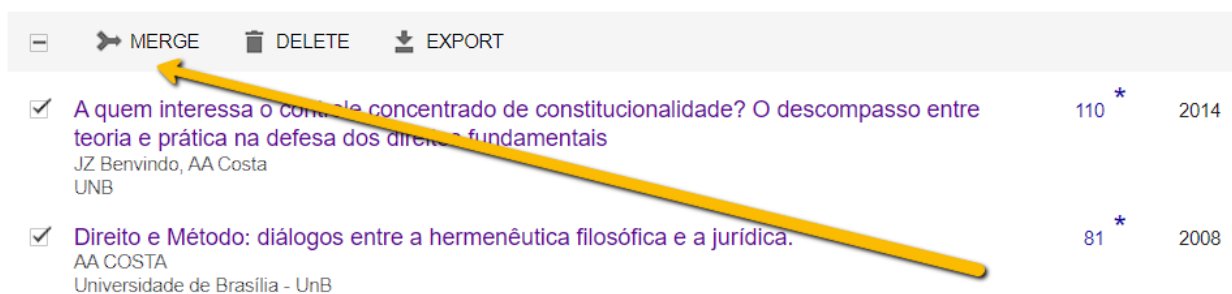 MERGE DELETE EXPORT
A quem interessa o controle concentrado de constitucionalidade? O descompasso entre 110 * 2014
teoria e prática na defesa dos direitos fundamentais
JZ Benvindo, AA Costa
UNB
Direito e Método: diálogos entre a hermenêutica filosófica e a jurídica. 81 * 2008
AA COSTA
Universidade de Brasília - UnB